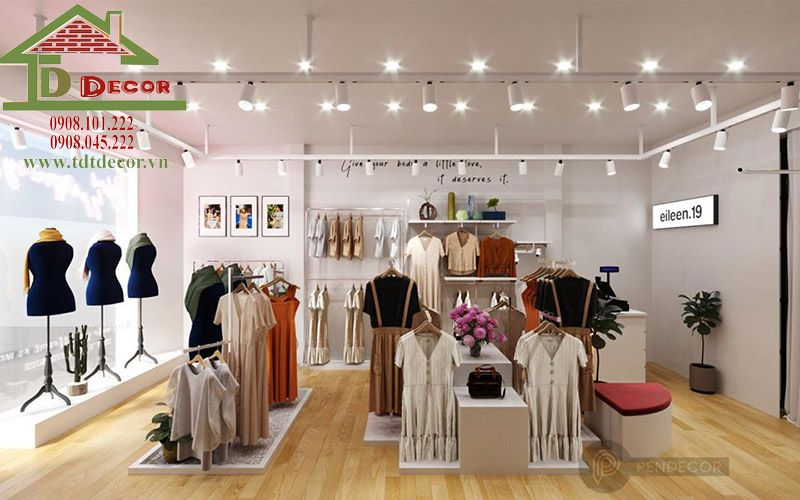 TD DECOR
0908.101.222
0908.045.222
www.tdtdecor.vn
Give your body a little love,
it deserves it.
eileen.19
PENDECOR